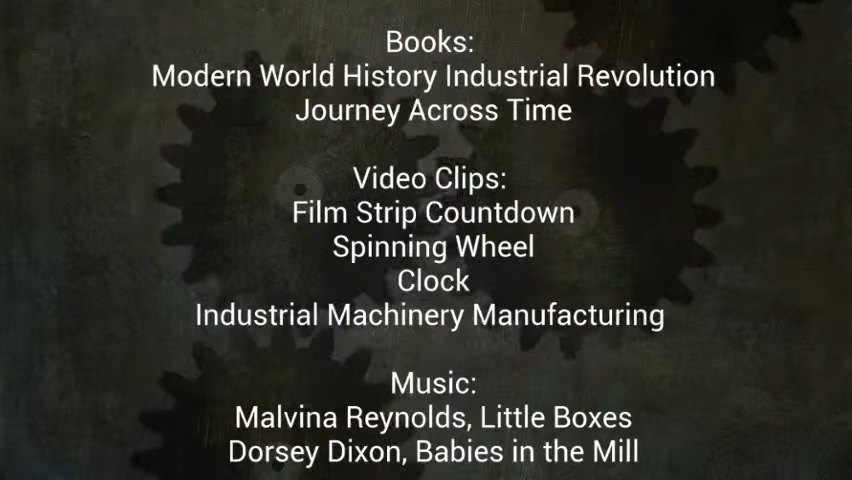 Books:
Modern World History Industrial Revolution
Journey Across Time
Video Clips:
Film Strip Countdown
Spinning Wheel
Clock
Industrial Machinery Manufacturing
Music:
Malvina Reynolds, Little Boxes
Dorsey Dixon, Babies in the Mill